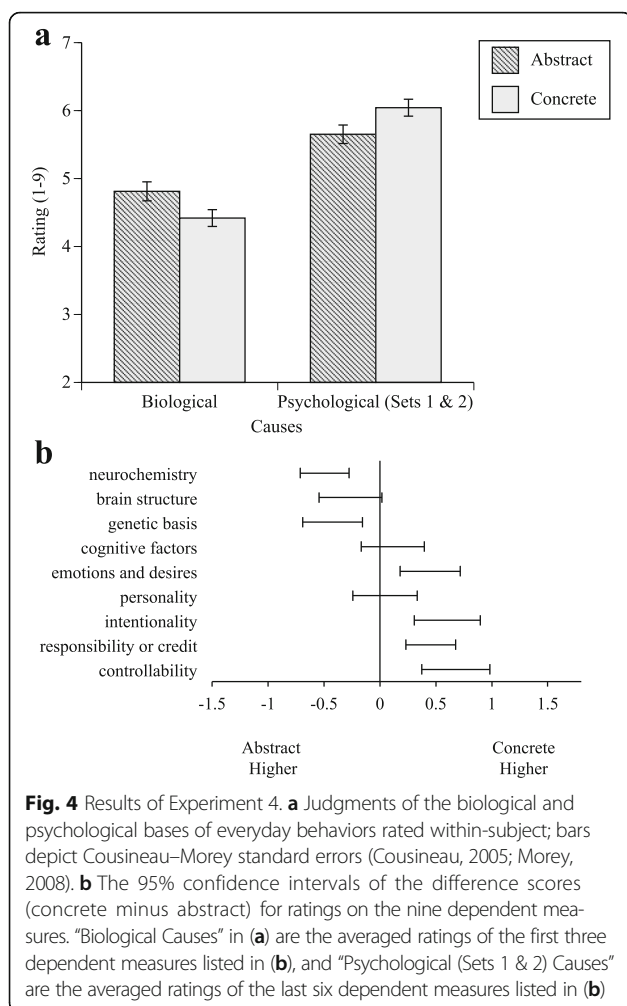 a
7
6
5
4
3
2
Rating (1-9)
Abstract
Concrete
Biological
Psychological (Sets 1 & 2)
Causes
b
neurochemistry
brain structure
genetic basis
cognitive factors
emotions and desires
personality
intentionality
responsibility or credit
controllability
-1.5 -1 -0.5 0 0.5 1 1.5
Abstract
Higher
Concrete
Higher
Fig. 4 Results of Experiment 4. a Judgments of the biological and
psychological bases of everyday behaviors rated within-subject; bars
depict Cousineau–Morey standard errors (Cousineau, 2005; Morey,
2008). b The 95% confidence intervals of the difference scores
(concrete minus abstract) for ratings on the nine dependent mea-
sures. “Biological Causes” in (a) are the averaged ratings of the first three
dependent measures listed in (b), and “Psychological (Sets 1 & 2) Causes”
are the averaged ratings of the last six dependent measures listed in (b)